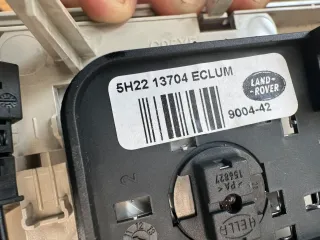 5H22 13704 ECLUM
LAND-
ROVER
9004-42
HELLA